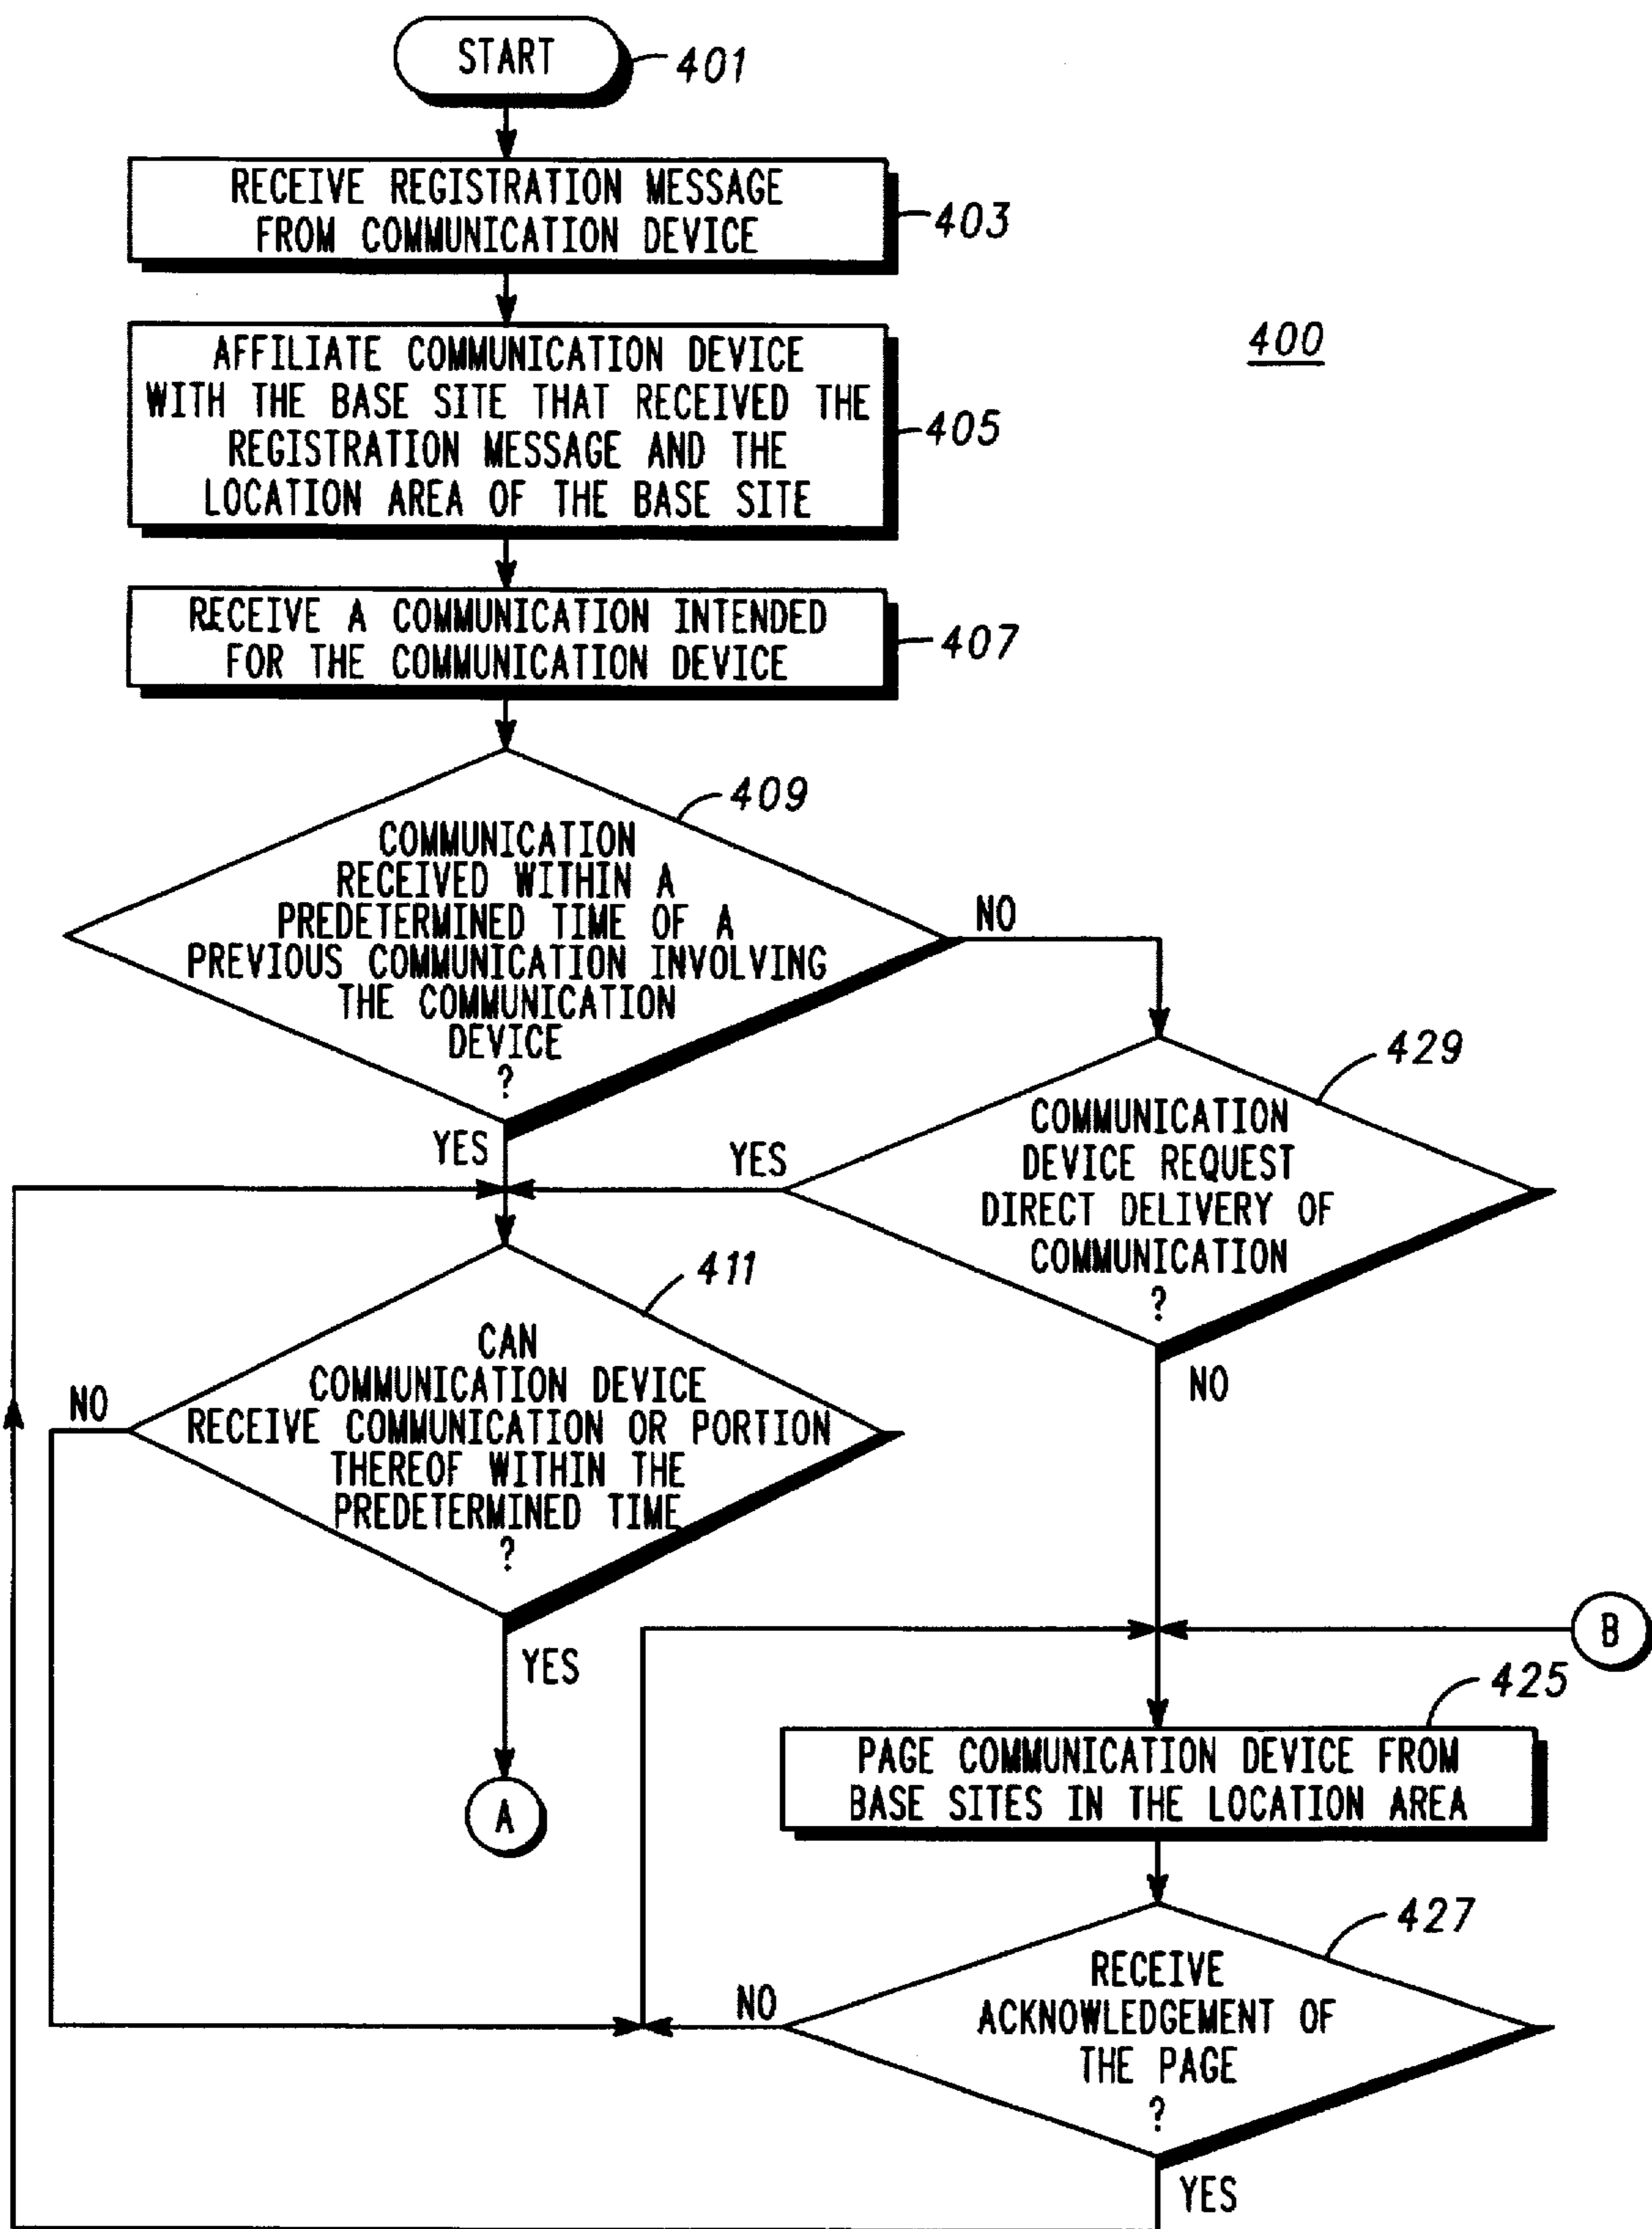 START
401
RECEIVE REGISTRATION MESSAGE
FROM COMMUNICATION DEVICE
403
AFFILIATE COMMUNICATION DEVICE
WITH THE BASE SITE THAT RECEIVED THE
REGISTRATION MESSAGE AND THE
LOCATION AREA OF THE BASE SITE
405
400
RECEIVE A COMMUNICATION INTENDED
FOR THE COMMUNICATION DEVICE
407
409
COMMUNICATION
RECEIVED WITHIN A
PREDETERMINED TIME OF A
PREVIOUS COMMUNICATION INVOLVING
THE COMMUNICATION
DEVICE
?
NO
YES
429
COMMUNICATION
DEVICE REQUEST
DIRECT DELIVERY OF
COMMUNICATION
?
YES
NO
411
CAN
COMMUNICATION DEVICE
RECEIVE COMMUNICATION OR PORTION
THEREOF WITHIN THE
PREDETERMINED TIME
?
NO
YES
A
B
425
PAGE COMMUNICATION DEVICE FROM
BASE SITES IN THE LOCATION AREA
427
RECEIVE
ACKNOWLEDGEMENT OF
THE PAGE
?
NO
YES